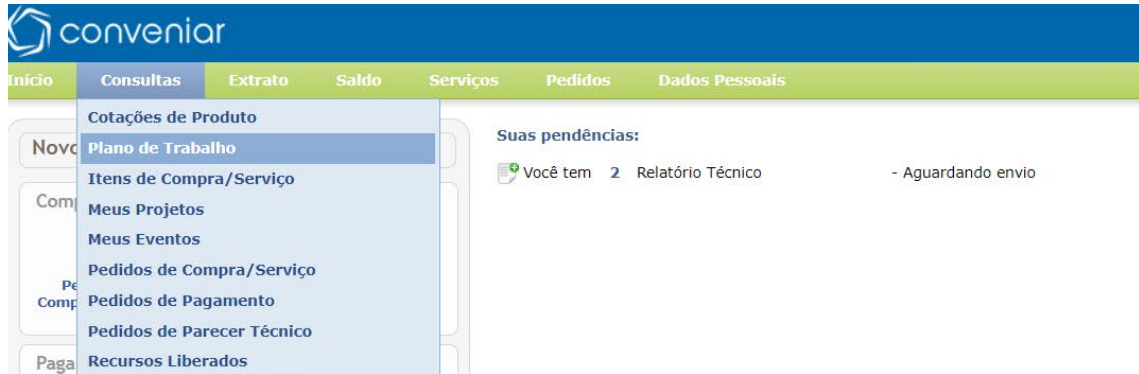 conveniar
Início Consultas Extrato Saldo Serviços Pedidos Dados Pessoais
Cotações de Produto
Plano de Trabalho
Itens de Compra/Serviço
Meus Projetos
Meus Eventos
Pedidos de Compra/Serviço
Pedidos de Pagamento
Pedidos de Parecer Técnico
Recursos Liberados
Suas pendências:
Você tem 2 Relatório Técnico - Aguardando envio